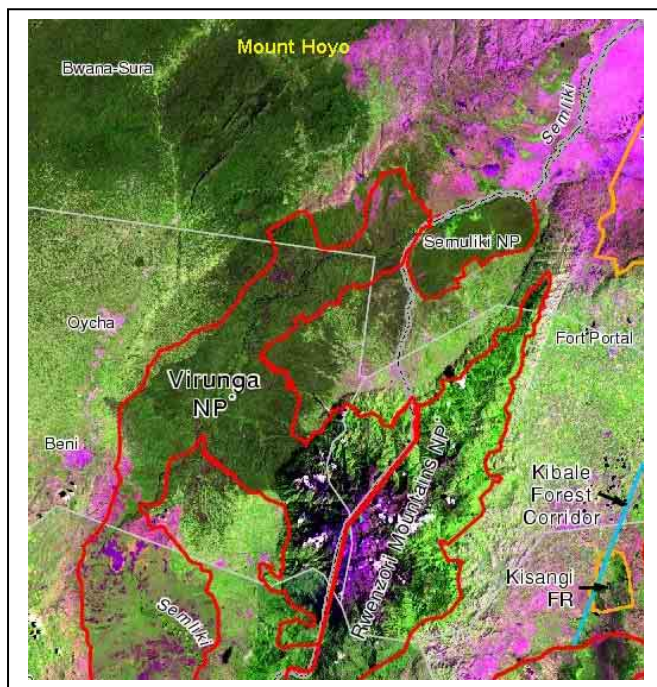 Mount Hoyo
Bwana-Sura
Semliki
Semuliki NP
Oycha
Fort Portal
Virunga
NP
Beni
Rwenzori Mountains NP
Kibale
Forest
Corridor
Kisangi
FR
Semliki